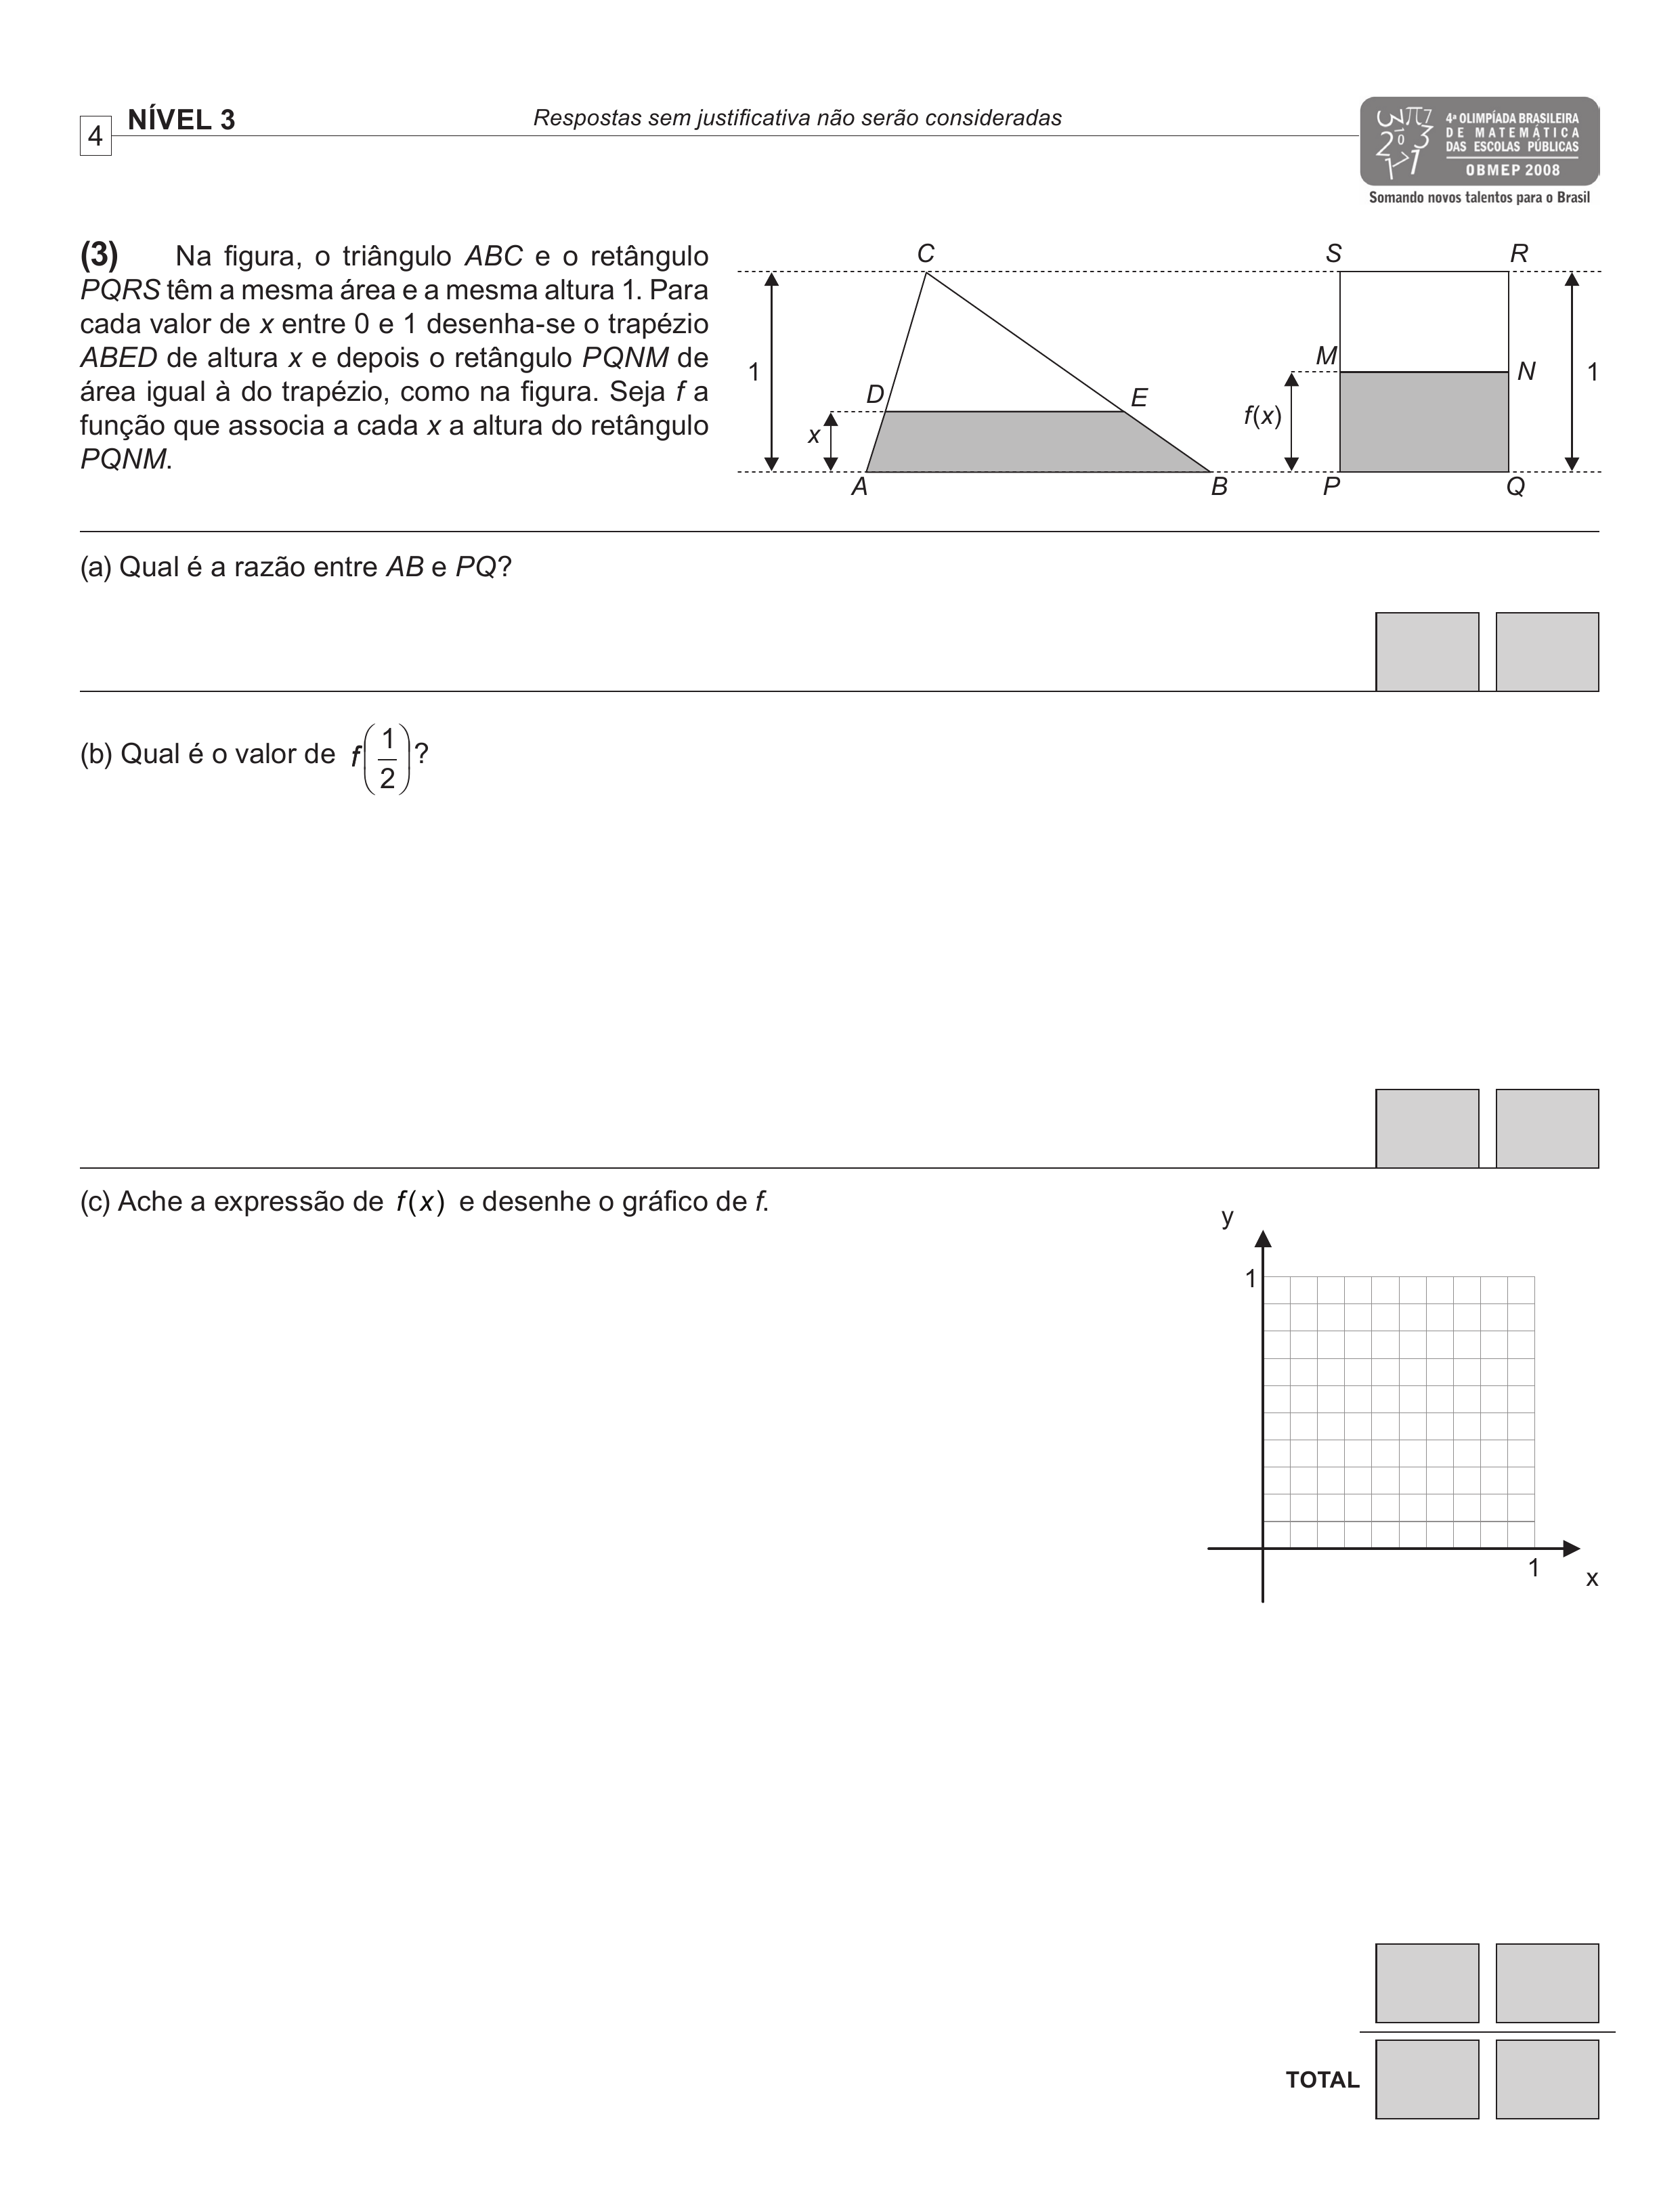 4
NÍVEL 3
Respostas sem justificativa não serão consideradas
4ª OLIMPÍADA BRASILEIRA
DE MATEMÁTICA
DAS ESCOLAS PÚBLICAS
OBMEP 2008
Somando novos talentos para o Brasil
(3) Na figura, o triângulo ABC e o retângulo
PQRS têm a mesma área e a mesma altura 1. Para
cada valor de x entre 0 e 1 desenha-se o trapézio
ABED de altura x e depois o retângulo PQNM de
área igual à do trapézio, como na figura. Seja f a
função que associa a cada x a altura do retângulo
PQNM.
C S R
M
1 N 1
D E
f(x)
x
A B P Q
(a) Qual é a razão entre AB e PQ?
(b) Qual é o valor de f(1/2)?
(c) Ache a expressão de f(x) e desenhe o gráfico de f.
y
1
1
x
TOTAL